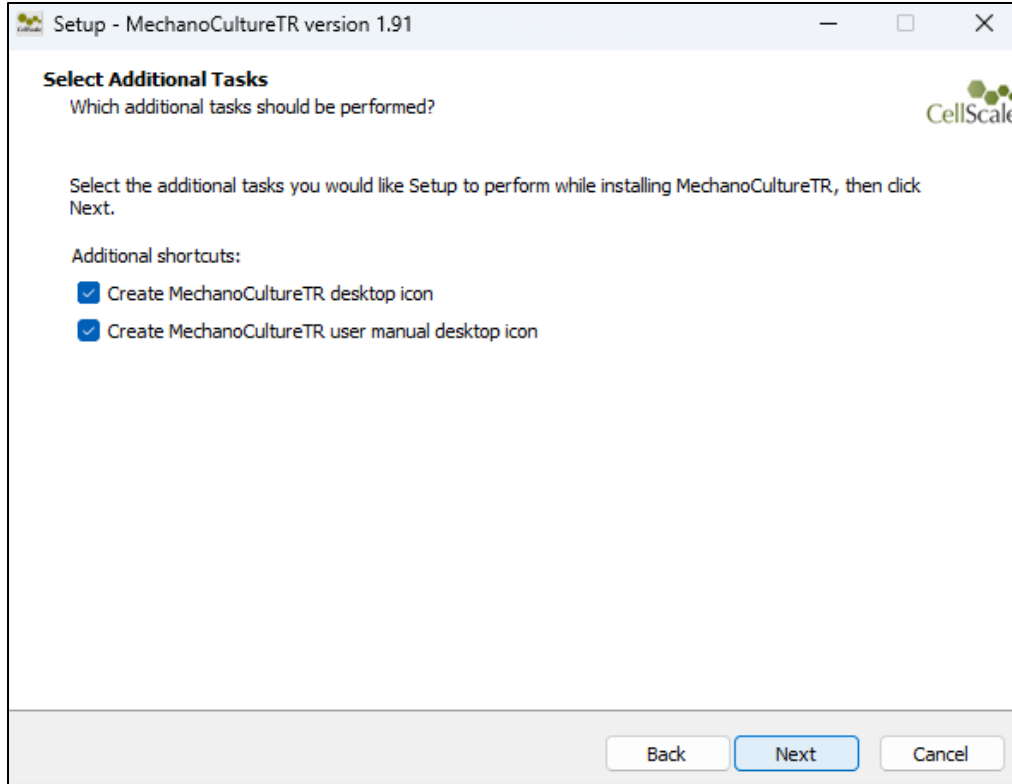 Setup - MechanoCultureTR version 1.91
Select Additional Tasks
Which additional tasks should be performed?
CellScale
Select the additional tasks you would like Setup to perform while installing MechanoCultureTR, then click
Next.
Additional shortcuts:
Create MechanoCultureTR desktop icon
Create MechanoCultureTR user manual desktop icon
Back Next Cancel